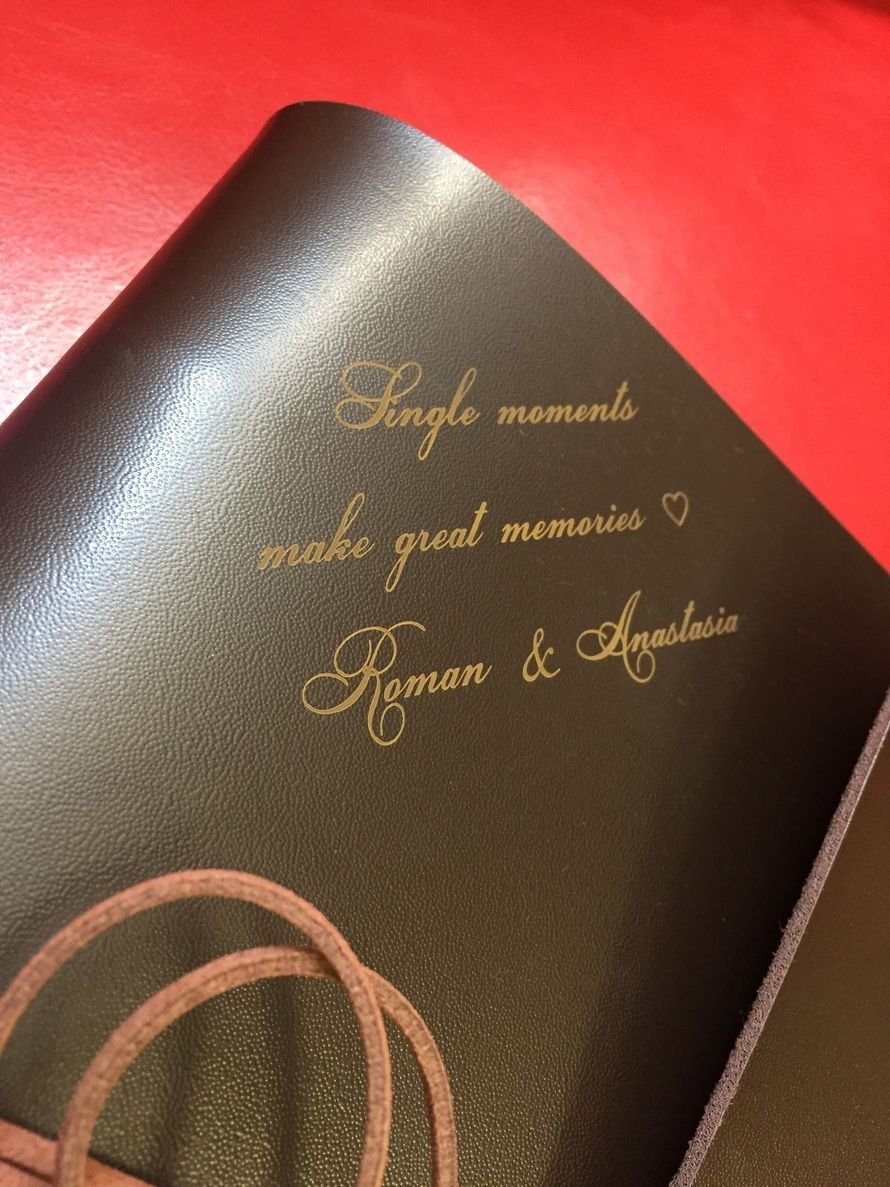 Single moments
make great memories ♡
Roman & Anastasia